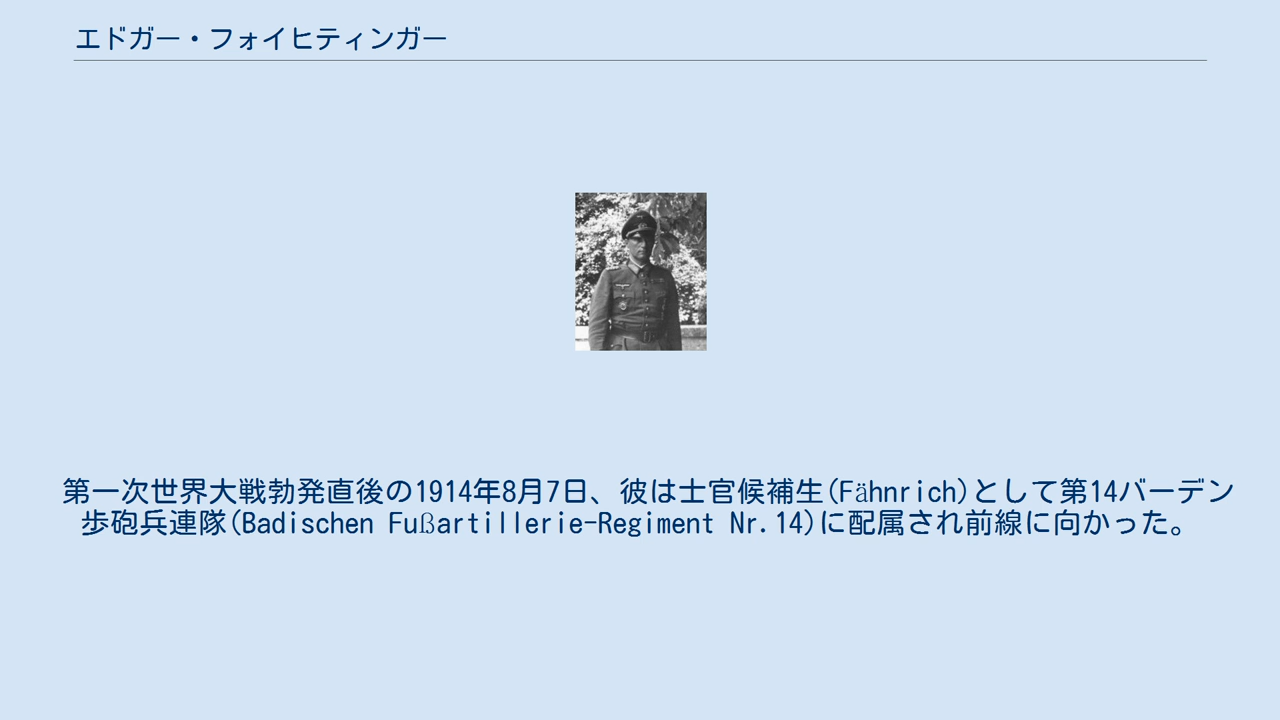 エドガー・フォイヒティンガー
第一次世界大戦勃発直後の1914年8月7日、彼は士官候補生(Fähnrich)として第14バーデン
歩砲兵連隊(Badischen Fußartillerie-Regiment Nr.14)に配属され前線に向かった。